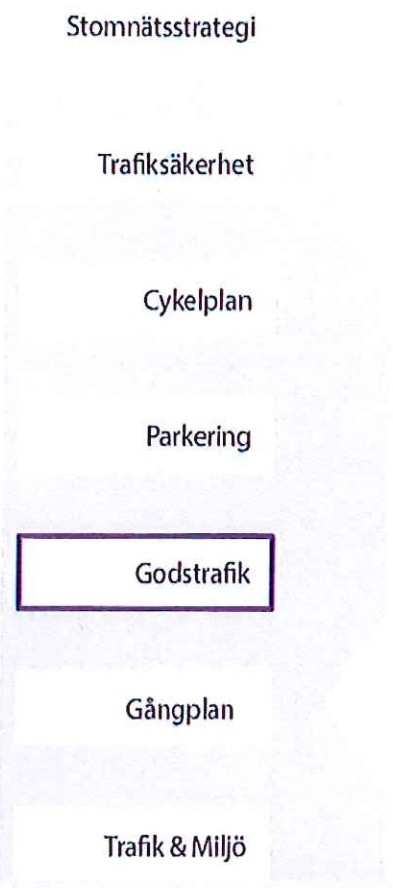 Stomnätsstrategi
Trafiksäkerhet
Cykelplan
Parkering
Godstrafik
Gångplan
Trafik & Miljö